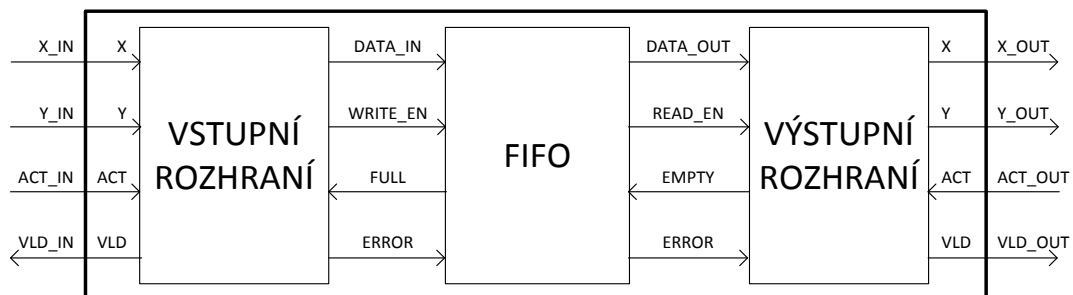 X_IN X DATA_IN DATA_OUT X X_OUT
Y_IN Y WRITE_EN READ_EN Y Y_OUT
VSTUPNÍ
ROZHRANÍ
FIFO
VÝSTUPNÍ
ROZHRANÍ
ACT_IN ACT FULL EMPTY ACT ACT_OUT
VLD_IN VLD ERROR ERROR VLD VLD_OUT